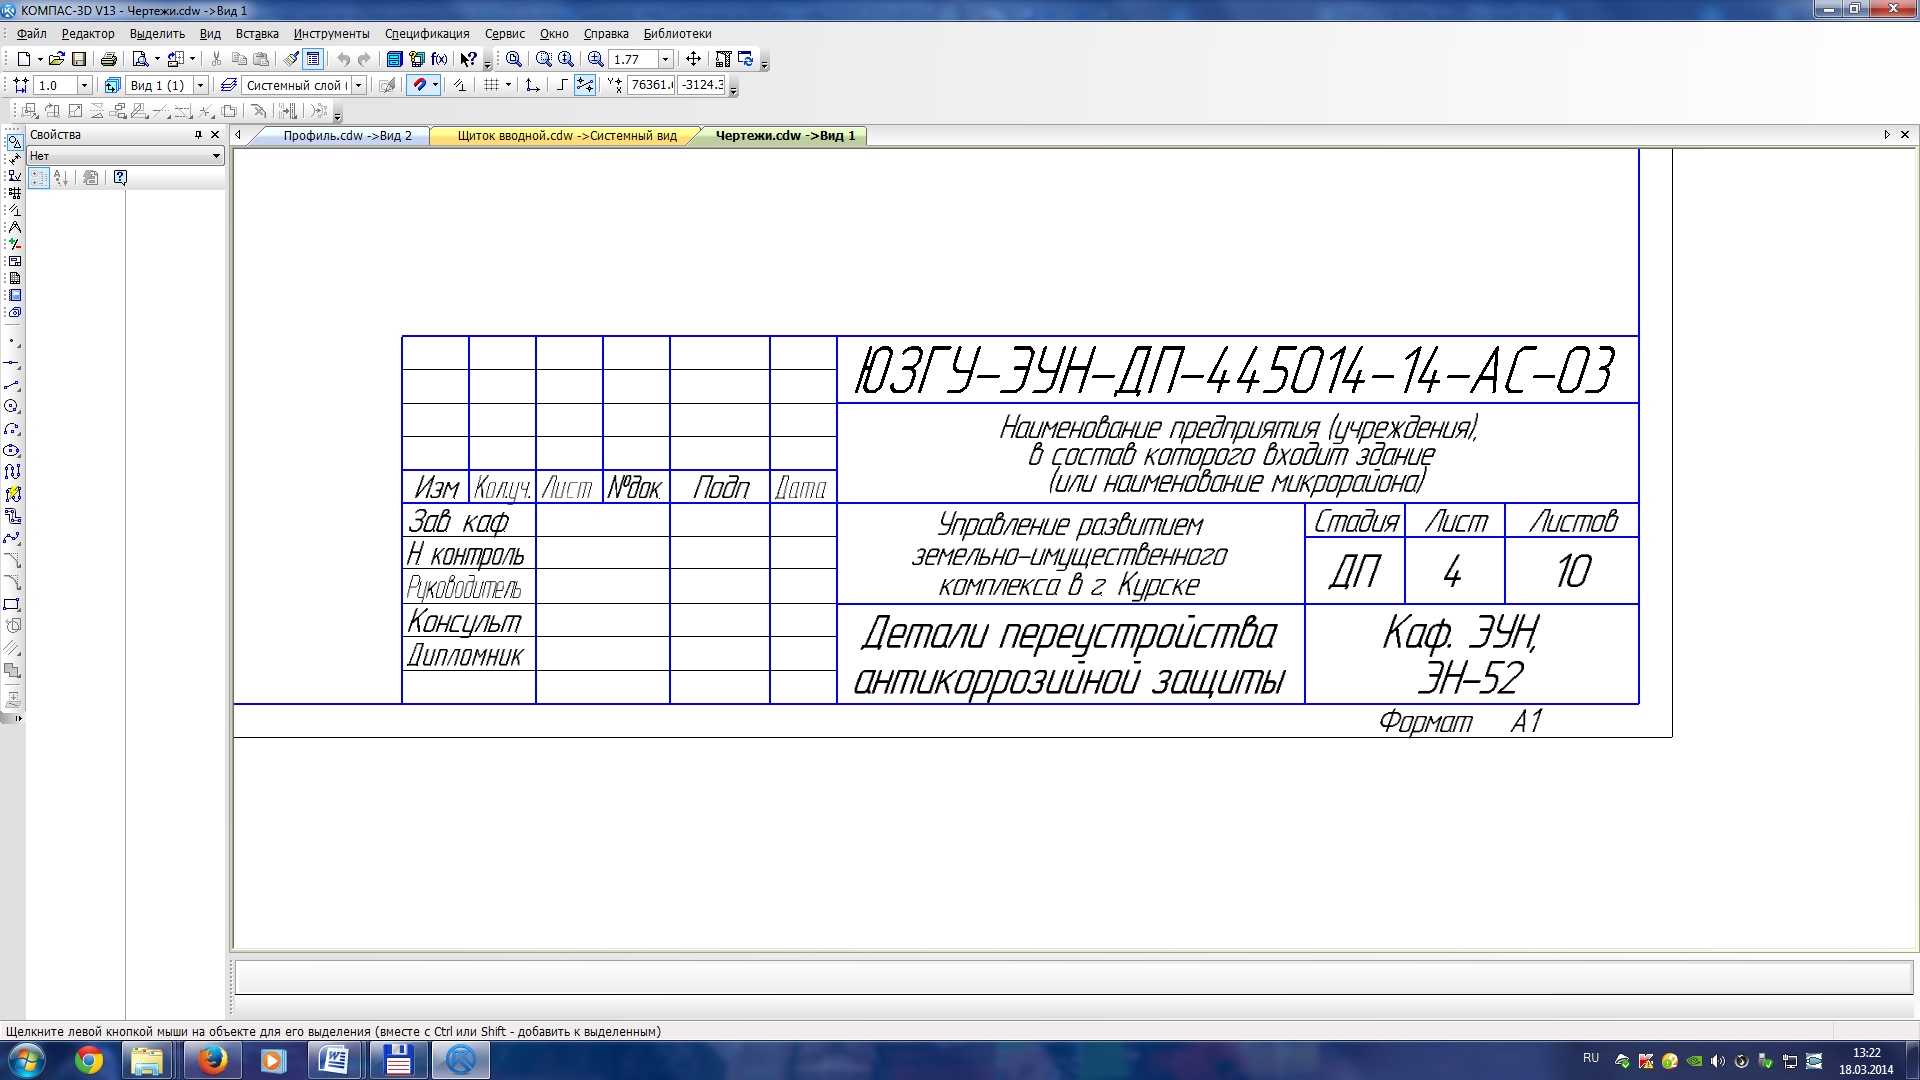 КОМПАС-3D V13 - Чертежи.cdw ->Вид 1
Файл Редактор Выделить Вид Вставка Инструменты Спецификация Сервис Окно Справка Библиотеки
f(x) 1.77
1.0 Вид 1 (1) Системный слой ( 76361.( -3124.3
Свойства
Нет
Профиль.cdw ->Вид 2
Щиток вводной.cdw ->Системный вид
Чертежи.cdw ->Вид 1
ЮЗГУ-ЭУН-ДП-445014-14-АС-03
Наименование предприятия (учреждения),
в состав которого входит здание
(или наименование микрорайона)
Изм Кол.уч. Лист №док. Подп Дата
Зав каф
Н контроль
Руководитель
Консульт.
Дипломник
Управление развитием
земельно-имущественного
комплекса в г. Курске
Стадия Лист Листов
ДП 4 10
Детали переустройства
антикоррозийной защиты
Каф. ЭУН,
ЭН-52
Формат А1
Щелкните левой кнопкой мыши на объекте для его выделения (вместе с Ctrl или Shift - добавить к выделенным)
RU
13:22
18.03.2014